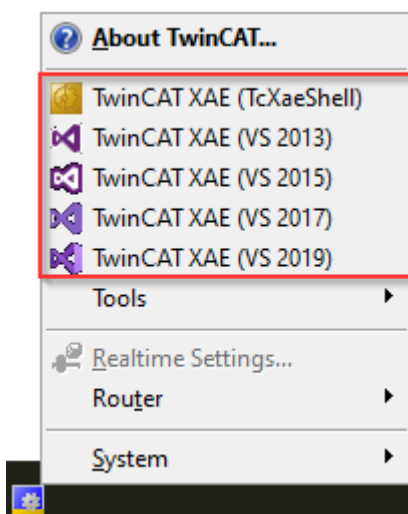 About TwinCAT...
TwinCAT XAE (TcXaeShell)
TwinCAT XAE (VS 2013)
TwinCAT XAE (VS 2015)
TwinCAT XAE (VS 2017)
TwinCAT XAE (VS 2019)
Tools
Realtime Settings...
Router
System